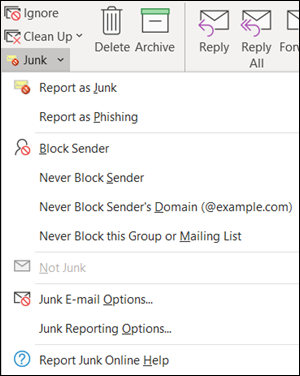 Ignore
Clean Up
Junk
Delete
Archive
Reply
Reply
All
Report as Junk
Report as Phishing
Block Sender
Never Block Sender
Never Block Sender's Domain (@example.com)
Never Block this Group or Mailing List
Not Junk
Junk E-mail Options...
Junk Reporting Options...
Report Junk Online Help